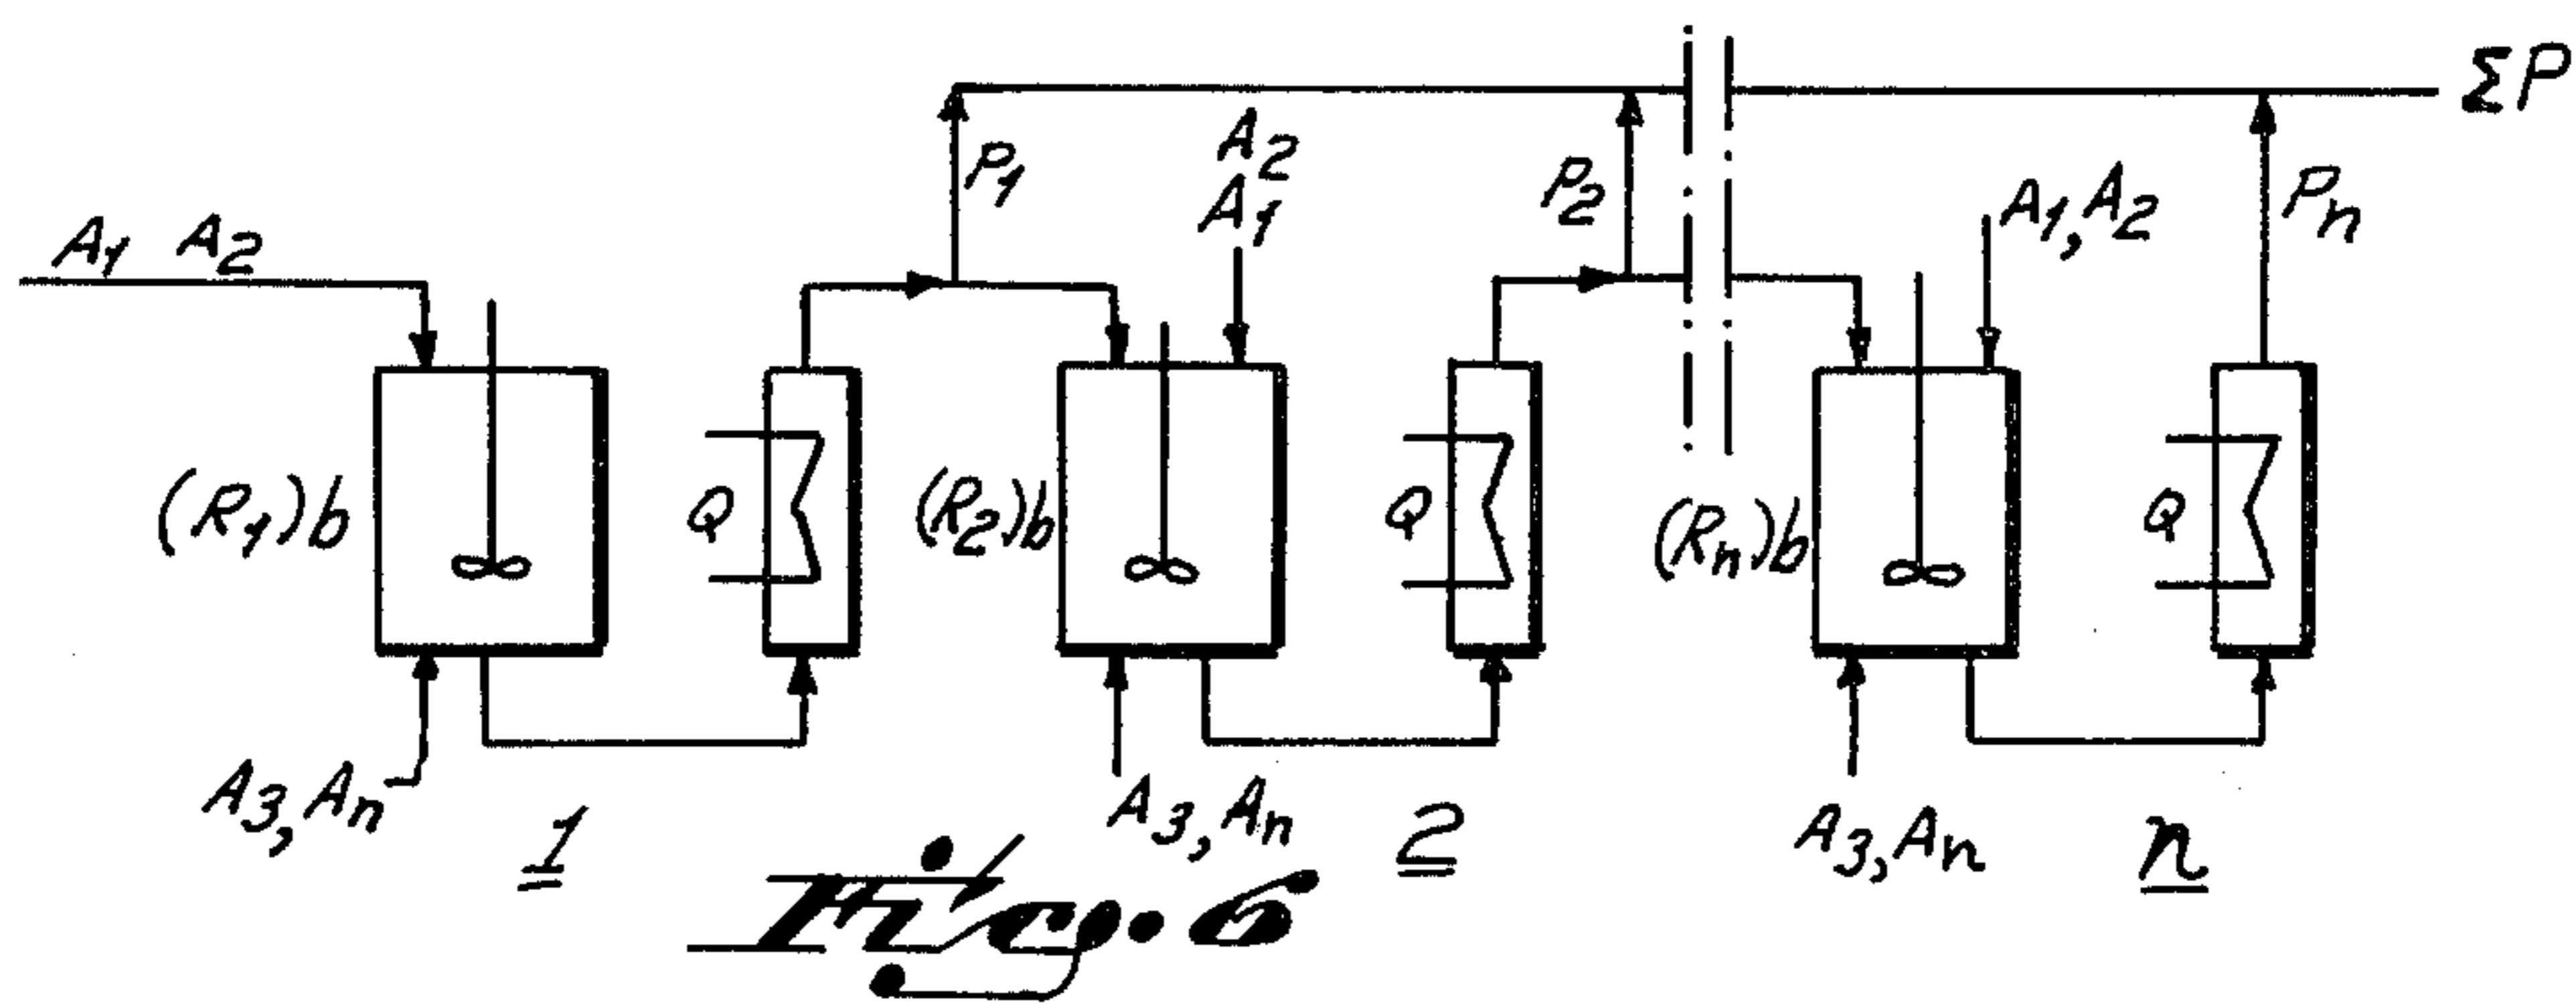 ΣP
A2
P1
A1
P2
A1, A2
Pn
A1 A2
(R1)b
Q
(R2)b
Q
(Rn)b
Q
A3, An
1
A3, An
2
A3, An
n
Fig. 6